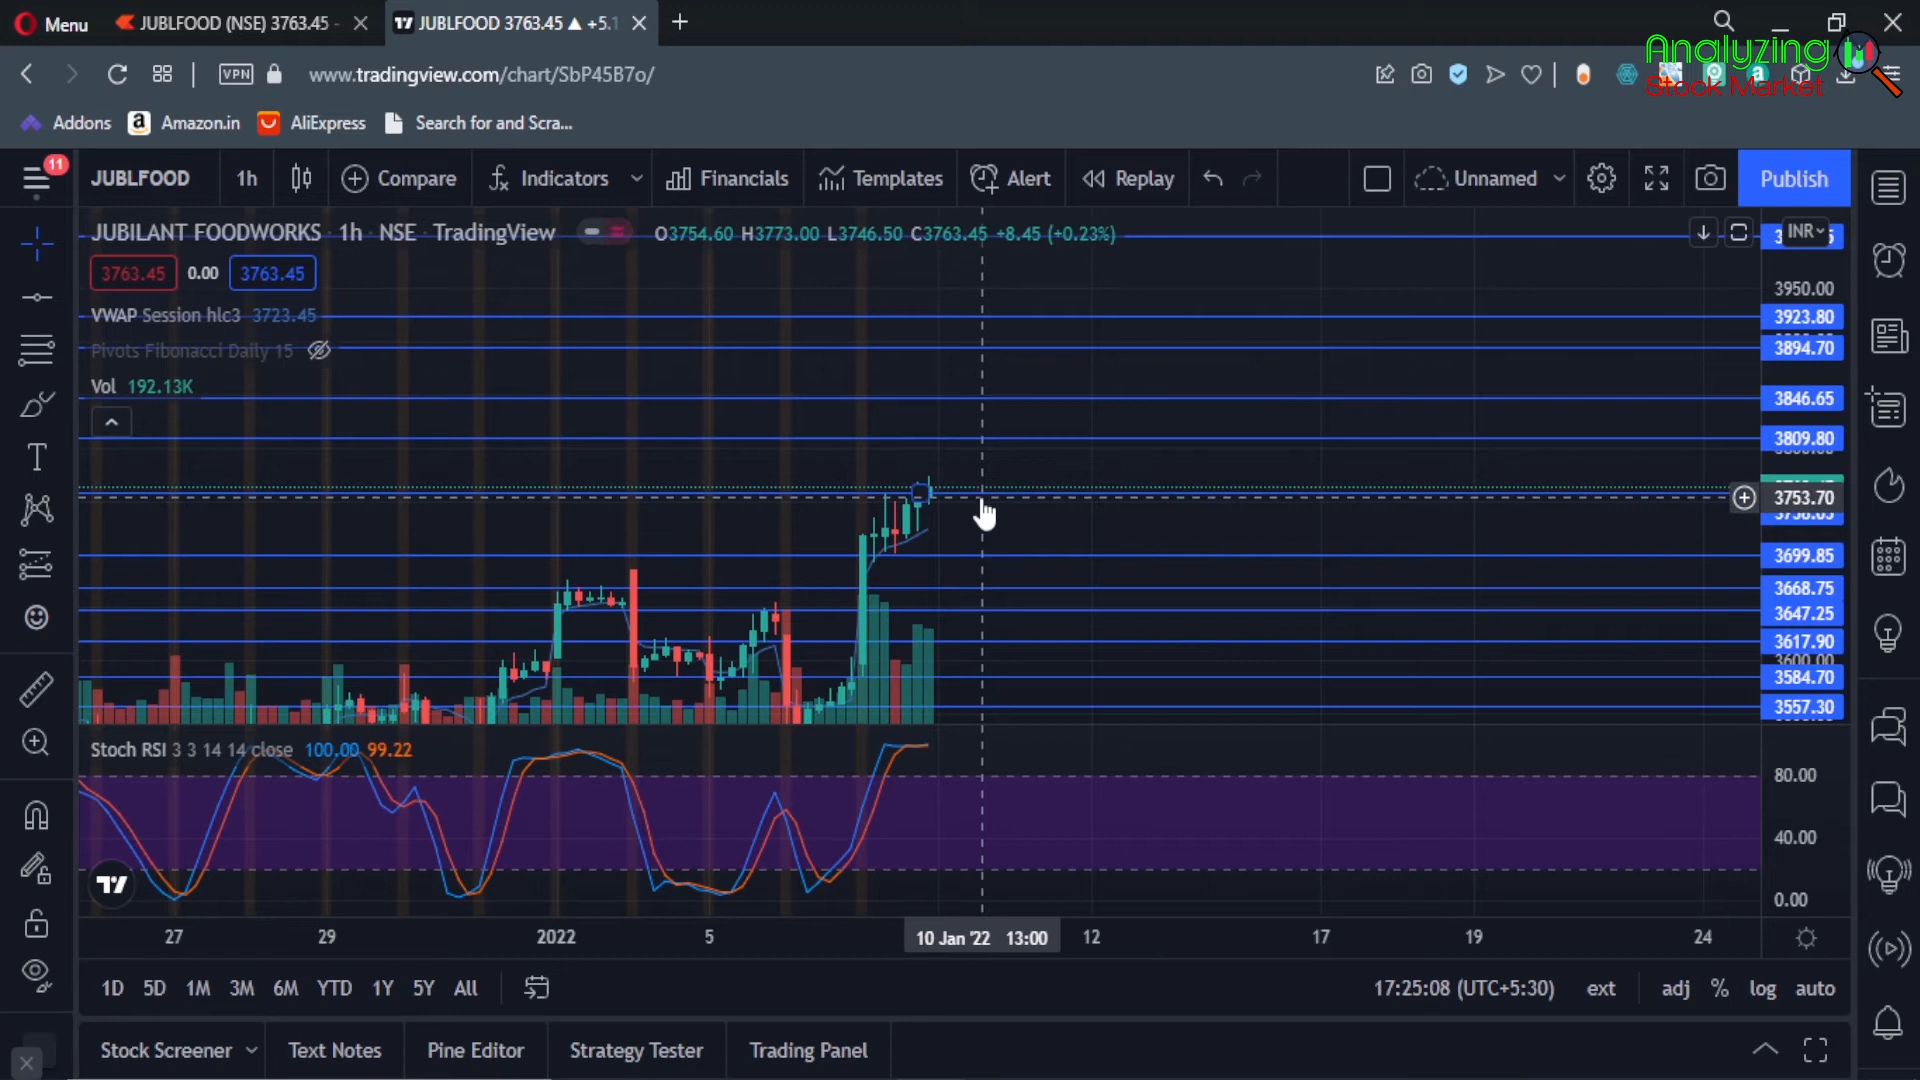 Menu
JUBLFOOD (NSE) 3763.45 -
JUBLFOOD 3763.45 ▲ +5.1
Analyzing
Stock Market
VPN
www.tradingview.com/chart/SbP45B7o/
Addons
Amazon.in
AliExpress
Search for and Scra...
11
JUBLFOOD
1h
Compare
Indicators
Financials
Templates
Alert
Replay
Unnamed
Publish
JUBILANT FOODWORKS 1h NSE TradingView
O3754.60 H3773.00 L3746.50 C3763.45 +8.45 (+0.23%)
INR
3763.45 0.00 3763.45
VWAP Session hlc3 3723.45
Pivots Fibonacci Daily 15
Vol 192.13K
3950.00
3923.80
3894.70
3846.65
3809.80
3753.70
3699.85
3668.75
3647.25
3617.90
3600.00
3584.70
3557.30
Stoch RSI 3 3 14 14 close 100.00 99.22
80.00
40.00
0.00
27 29 2022 5 10 Jan '22 13:00 12 17 19 24
1D 5D 1M 3M 6M YTD 1Y 5Y All
17:25:08 (UTC+5:30) ext adj % log auto
Stock Screener Text Notes Pine Editor Strategy Tester Trading Panel